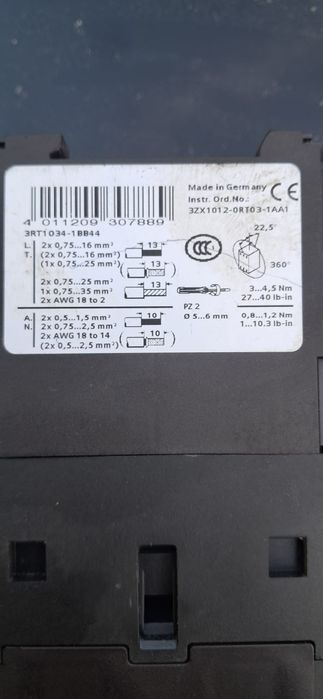 Made in Germany CE
Instr. Ord.No.:
3ZX1012-0RT03-1AA1
4 011209 307889
3RT1034-1BB44
22,5°
L. 2x 0,75...16 mm² 13
T. (2x 0,75...16 mm²) CCC
(1x 0,75...25 mm²) 13
360°
2x 0,75...25 mm² 13 3...4,5 Nm
1x 0,75...35 mm² 27...40 lb-in
2x AWG 18 to 2
PZ 2
A. 2x 0,5...1,5 mm² 10 Ø 5...6 mm 0,8...1,2 Nm
N. 2x 0,75...2,5 mm² 1...10.3 lb-in
2x AWG 18 to 14 10
(2x 0,5...2,5 mm²)